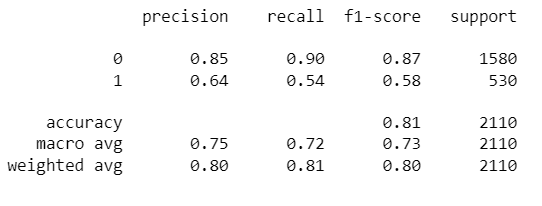 precision recall f1-score support
0 0.85 0.90 0.87 1580
1 0.64 0.54 0.58 530
accuracy 0.81 2110
macro avg 0.75 0.72 0.73 2110
weighted avg 0.80 0.81 0.80 2110